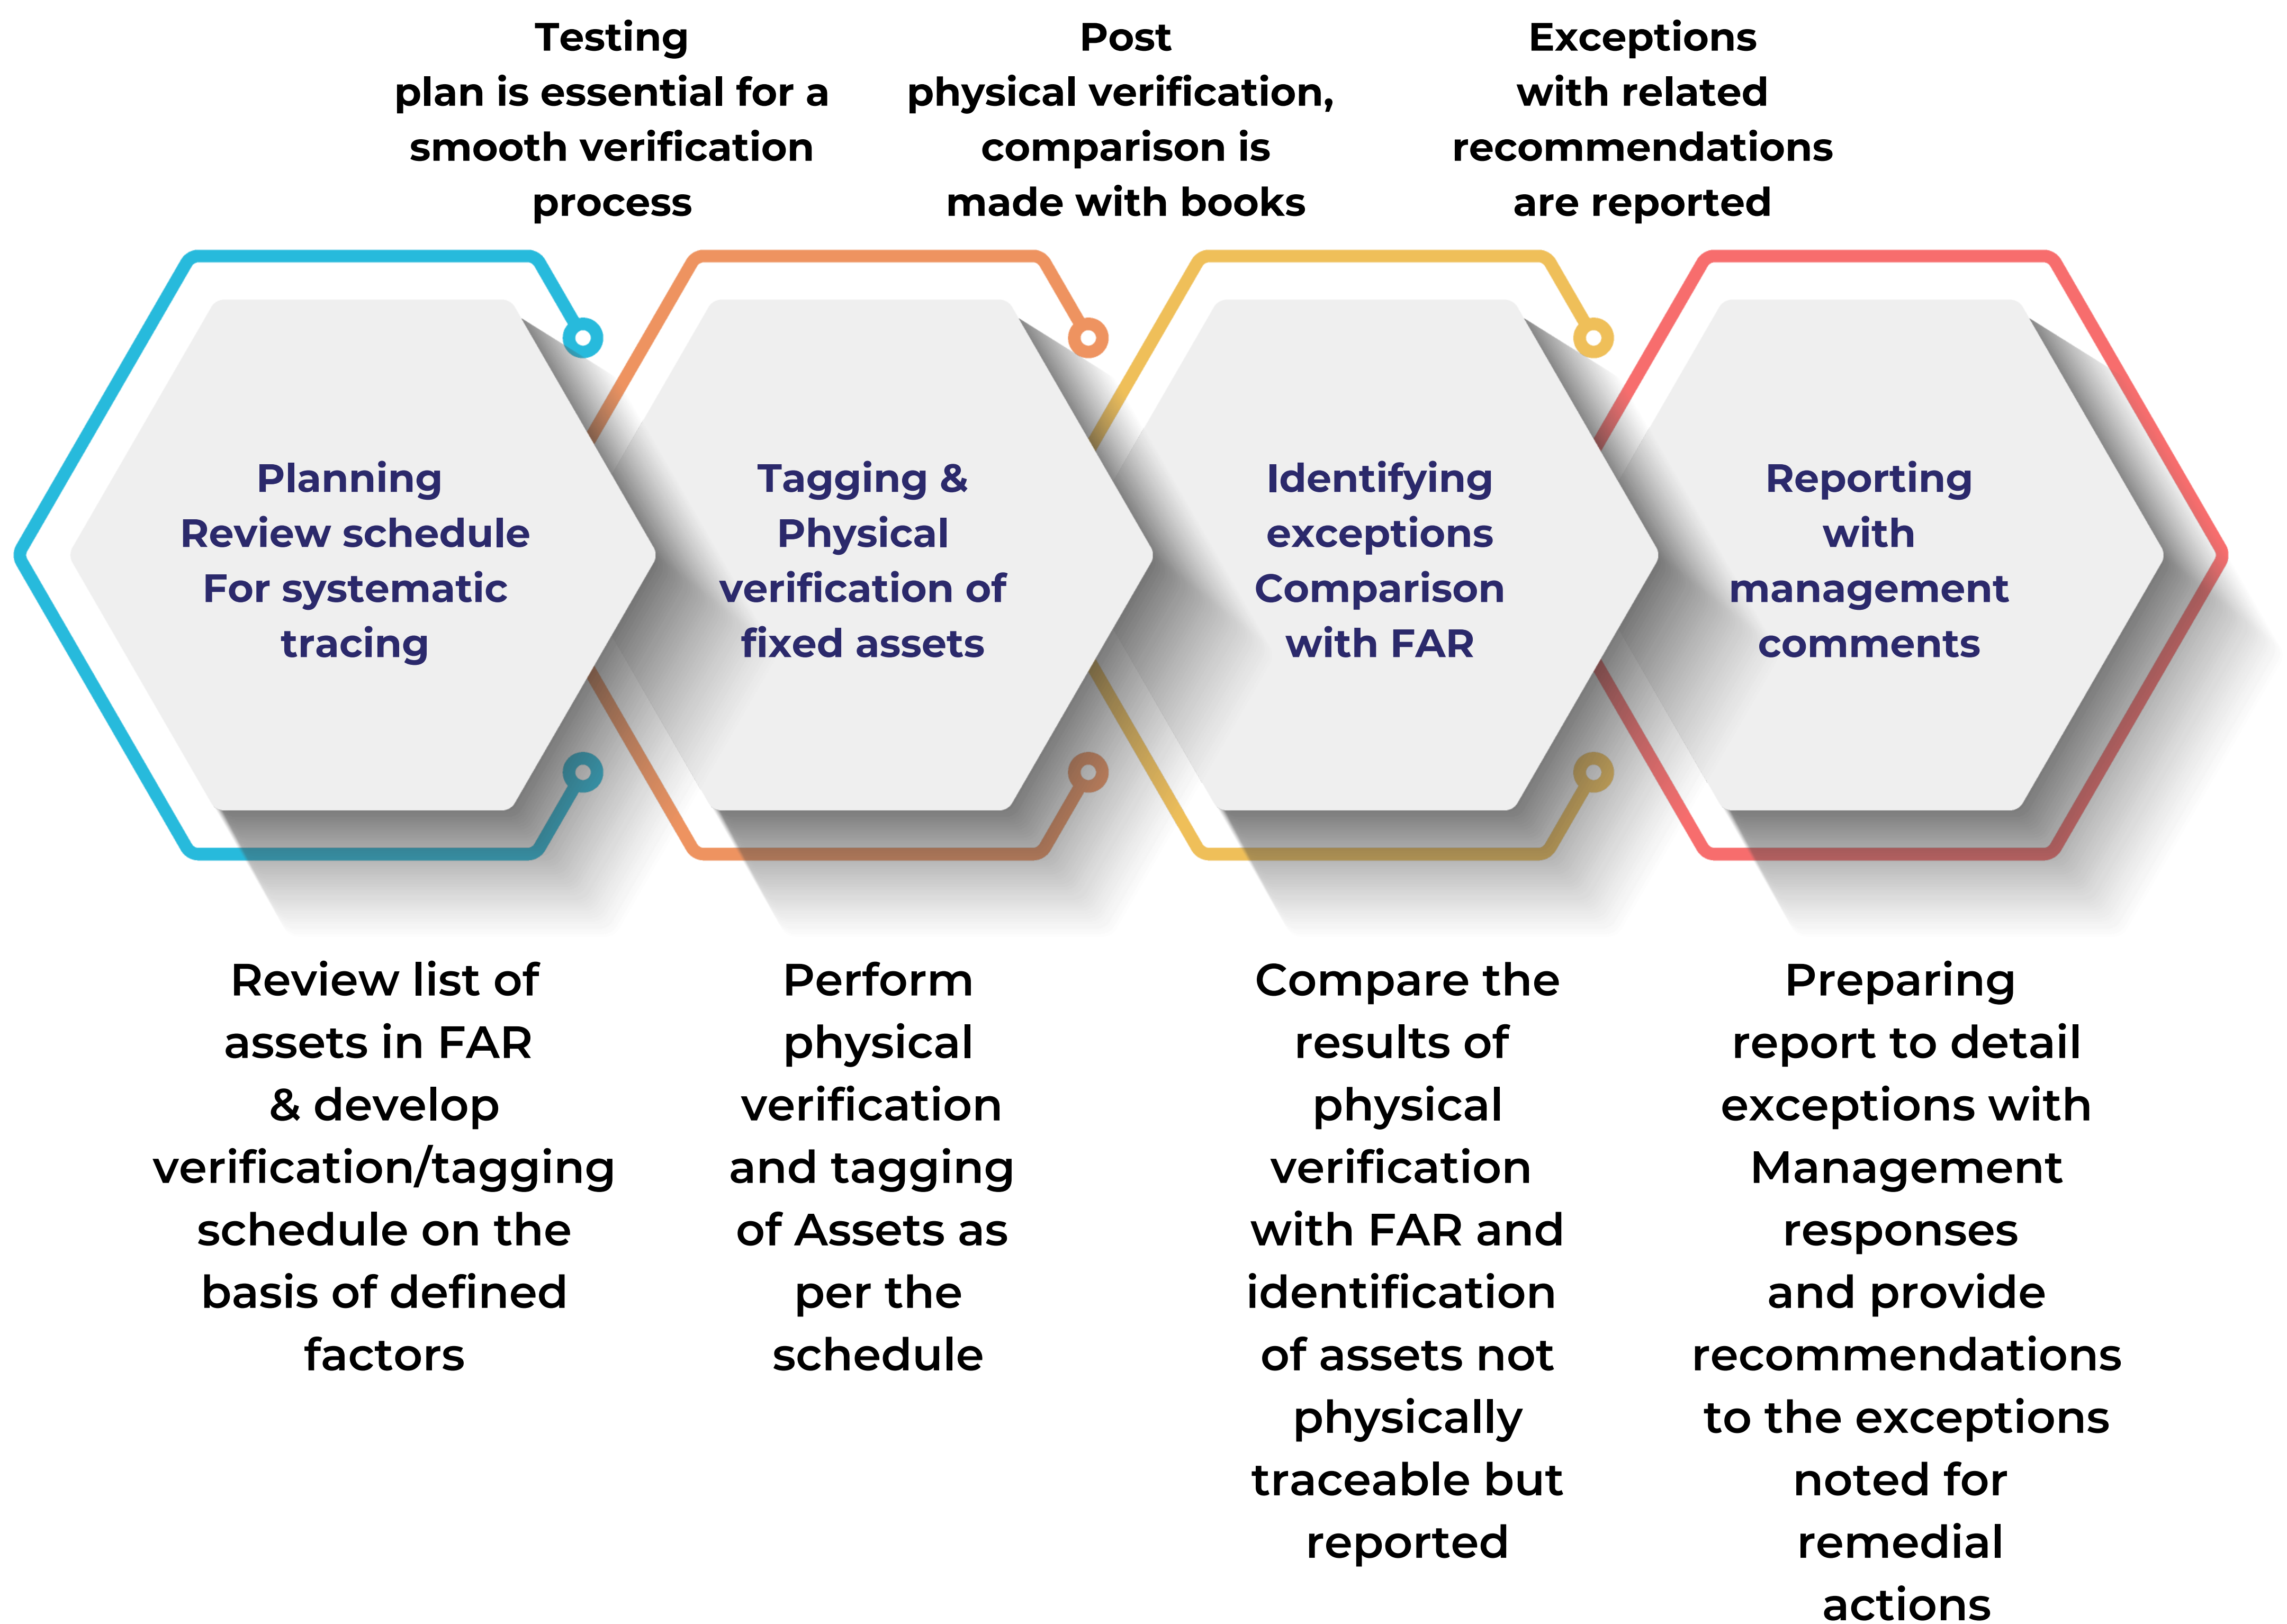 Testing
plan is essential for a
smooth verification
process
Post
physical verification,
comparison is
made with books
Exceptions
with related
recommendations
are reported
Planning
Review schedule
For systematic
tracing
Tagging &
Physical
verification of
fixed assets
Identifying
exceptions
Comparison
with FAR
Reporting
with
management
comments
Review list of
assets in FAR
& develop
verification/tagging
schedule on the
basis of defined
factors
Perform
physical
verification
and tagging
of Assets as
per the
schedule
Compare the
results of
physical
verification
with FAR and
identification
of assets not
physically
traceable but
reported
Preparing
report to detail
exceptions with
Management
responses
and provide
recommendations
to the exceptions
noted for
remedial
actions